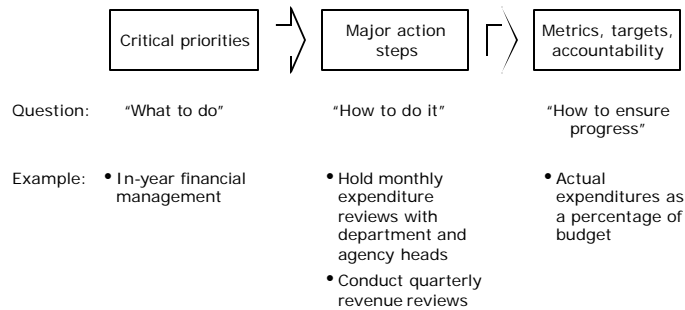 Critical priorities
Major action
steps
Metrics, targets,
accountability
Question:
"What to do"
"How to do it"
"How to ensure
progress"
Example:
• In-year financial
management
• Hold monthly
expenditure
reviews with
department and
agency heads
• Conduct quarterly
revenue reviews
• Actual
expenditures as
a percentage of
budget